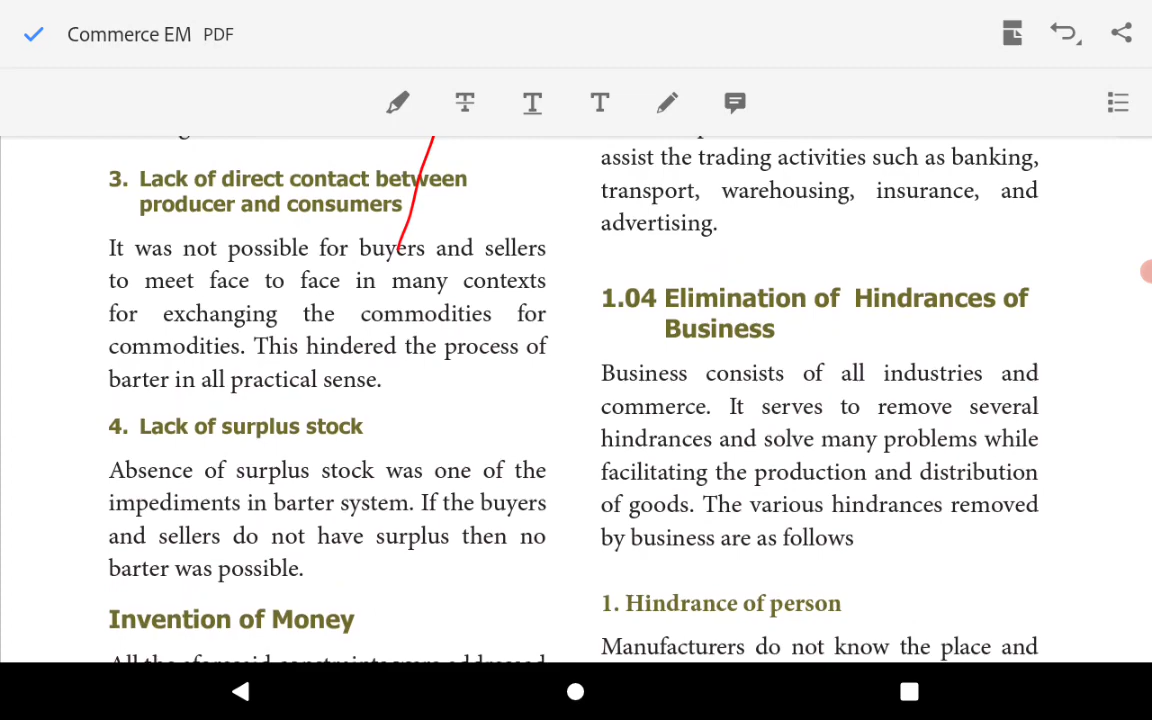 Commerce EM PDF
3. Lack of direct contact between
producer and consumers
It was not possible for buyers and sellers
to meet face to face in many contexts
for exchanging the commodities for
commodities. This hindered the process of
barter in all practical sense.
4. Lack of surplus stock
Absence of surplus stock was one of the
impediments in barter system. If the buyers
and sellers do not have surplus then no
barter was possible.
Invention of Money
All the aforesaid constraints were addressed
assist the trading activities such as banking,
transport, warehousing, insurance, and
advertising.
1.04 Elimination of Hindrances of
Business
Business consists of all industries and
commerce. It serves to remove several
hindrances and solve many problems while
facilitating the production and distribution
of goods. The various hindrances removed
by business are as follows
1. Hindrance of person
Manufacturers do not know the place and